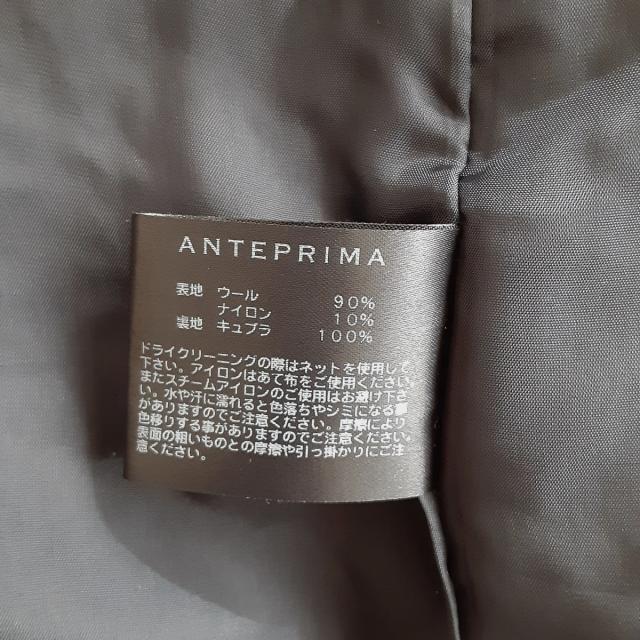 ANTEPRIMA
表地 ウール 90%
ナイロン 10%
裏地 キュプラ 100%
ドライクリーニングの際はネットを使用して
下さい。アイロンはあて布をご使用ください。
またスチームアイロンのご使用はお避け下さ
い。水や汗に濡れると色落ちやシミになる事
がありますのでご注意ください。摩擦により
色移りする事がありますのでご注意ください。
表面の粗いものとの摩擦や引っ掛かりにご注
意ください。